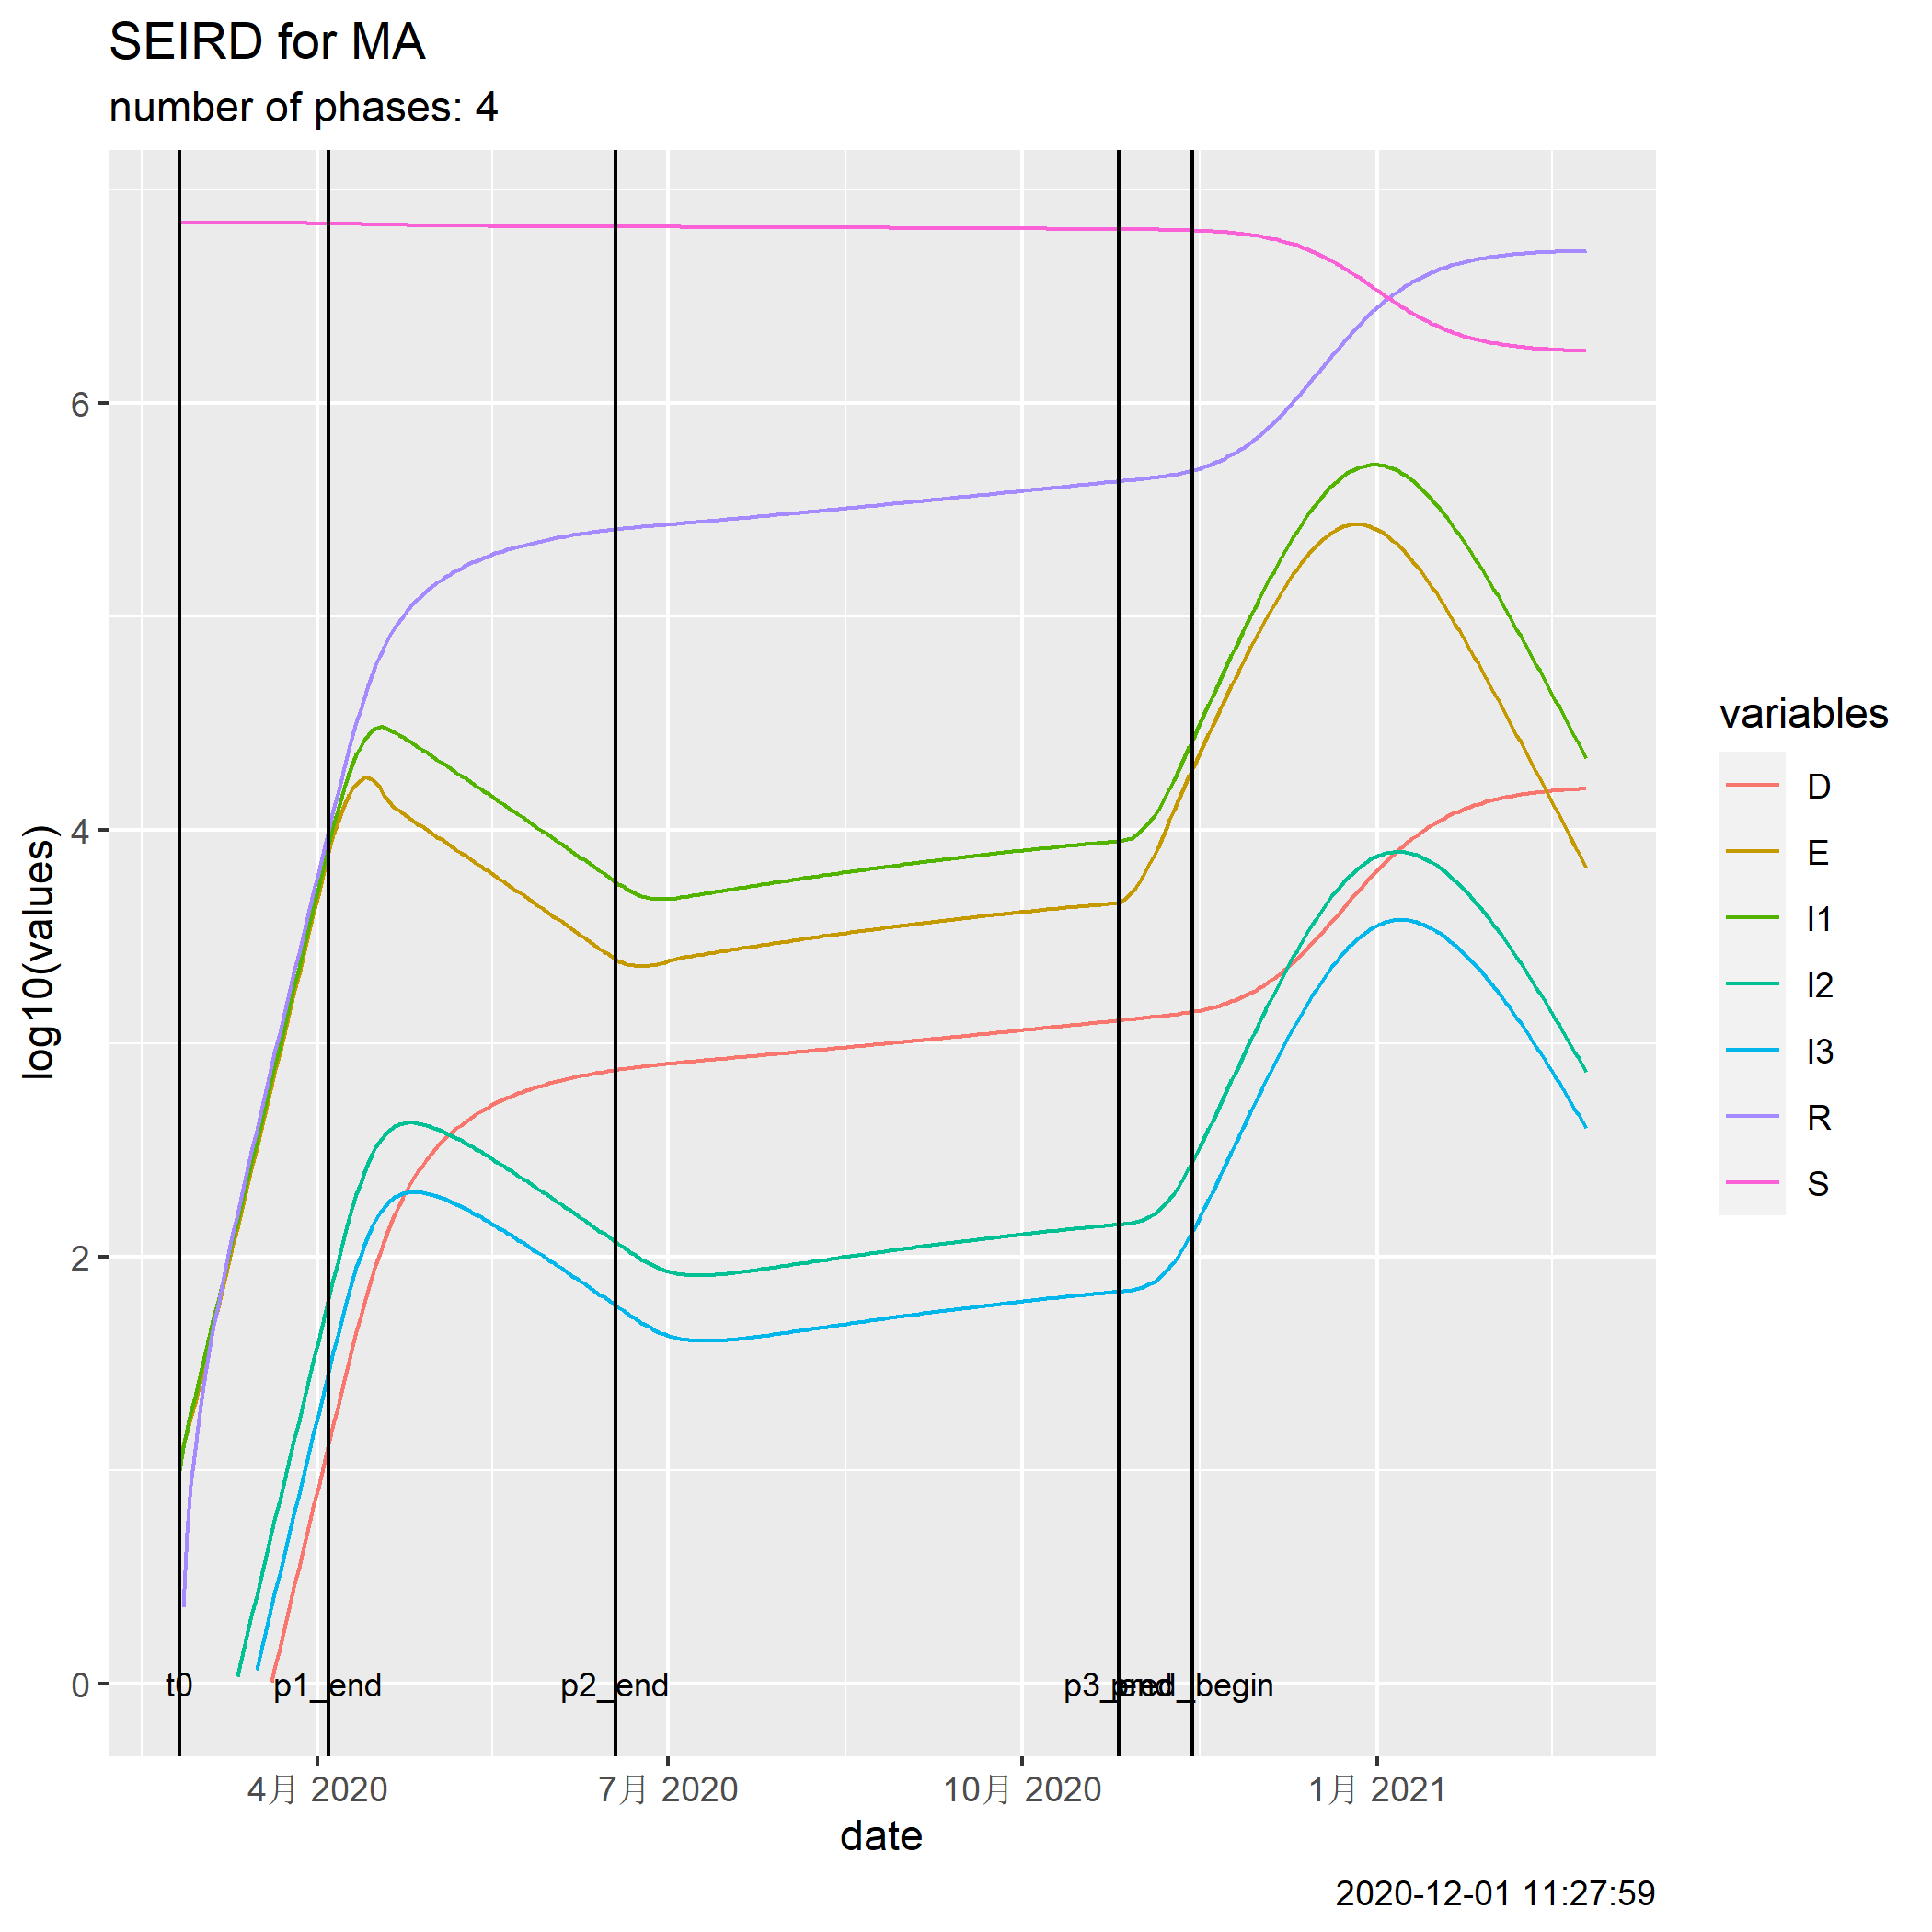 SEIRD for MA
number of phases: 4
log10(values)
6
4
2
0
t0
p1_end
p2_end
p3_end
pred_begin
4月 2020
7月 2020
10月 2020
1月 2021
date
variables
D
E
I1
I2
I3
R
S
2020-12-01 11:27:59